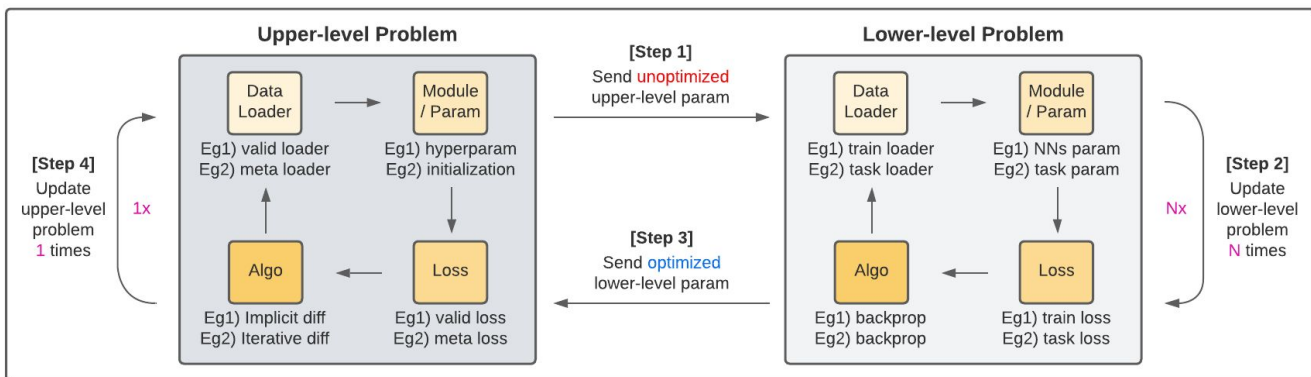 Upper-level Problem
Data
Loader
Module
/ Param
Eg1) valid loader
Eg2) meta loader
Eg1) hyperparam
Eg2) initialization
Algo
Loss
Eg1) Implicit diff
Eg2) Iterative diff
Eg1) valid loss
Eg2) meta loss
[Step 4]
Update
upper-level
problem
1 times
1x
[Step 1]
Send unoptimized
upper-level param
[Step 3]
Send optimized
lower-level param
Lower-level Problem
Data
Loader
Module
/ Param
Eg1) train loader
Eg2) task loader
Eg1) NNs param
Eg2) task param
Algo
Loss
Eg1) backprop
Eg2) backprop
Eg1) train loss
Eg2) task loss
Nx
[Step 2]
Update
lower-level
problem
N times